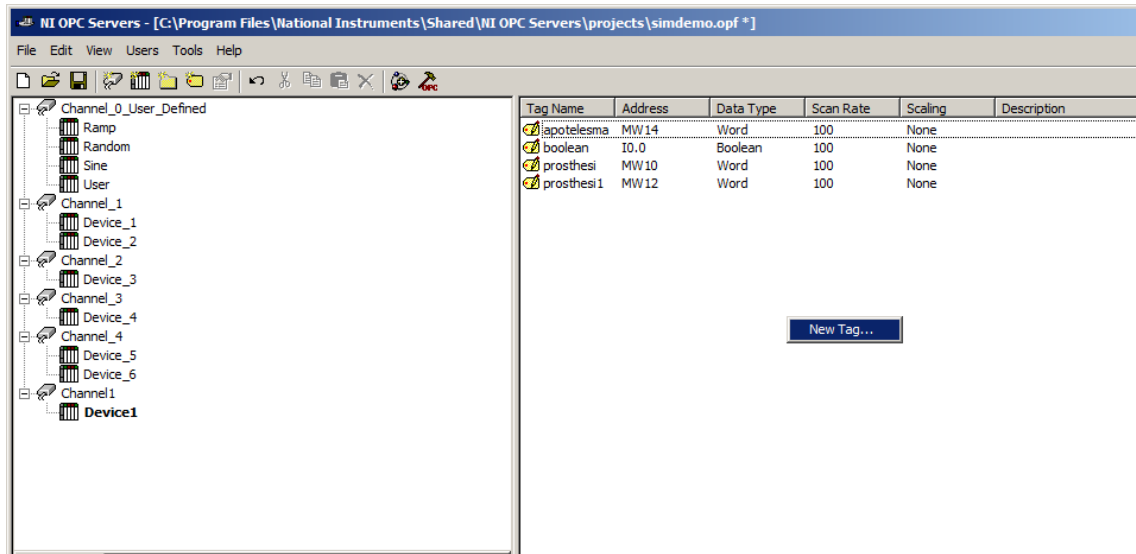 NI OPC Servers - [C:\Program Files\National Instruments\Shared\NI OPC Servers\projects\simdemo.opf *]
File Edit View Users Tools Help
OPC
Channel_0_User_Defined
Ramp
Random
Sine
User
Channel_1
Device_1
Device_2
Channel_2
Device_3
Channel_3
Device_4
Channel_4
Device_5
Device_6
Channel1
Device1
Tag Name Address Data Type Scan Rate Scaling Description
apotelesma MW14 Word 100 None
boolean I0.0 Boolean 100 None
prosthesi MW10 Word 100 None
prosthesi1 MW12 Word 100 None
New Tag...